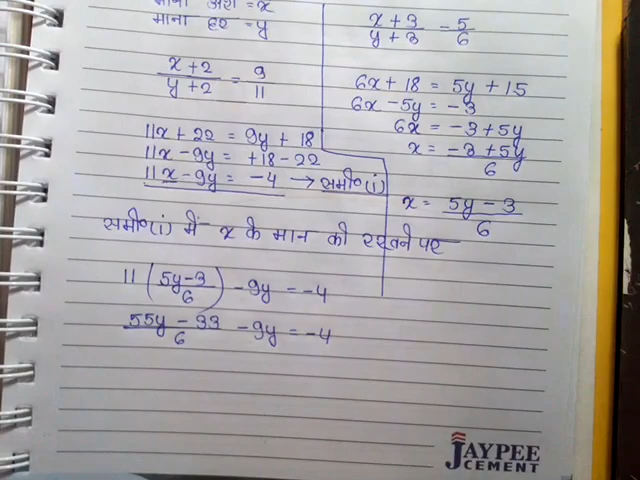 माना अंश = x
माना हर = y
x+2/y+2 = 9/11
11x + 22 = 9y + 18
11x - 9y = +18 - 22
11x - 9y = -4 → समी०(i)
x+3/y+3 = 5/6
6x + 18 = 5y + 15
6x - 5y = -3
6x = -3 + 5y
x = -3 + 5y/6
x = 5y - 3/6
समी०(i) में x के मान को रखने पर
11(5y-3/6) - 9y = -4
55y - 33/6 - 9y = -4
JAYPEE
CEMENT